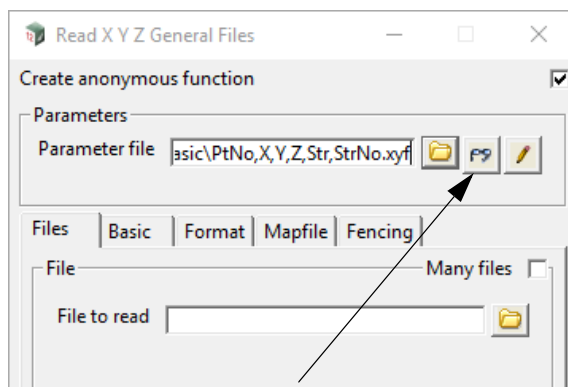 Read X Y Z General Files
Create anonymous function
Parameters
Parameter file asic\PtNo,X,Y,Z,Str,StrNo.xyf
Files Basic Format Mapfile Fencing
File Many files
File to read